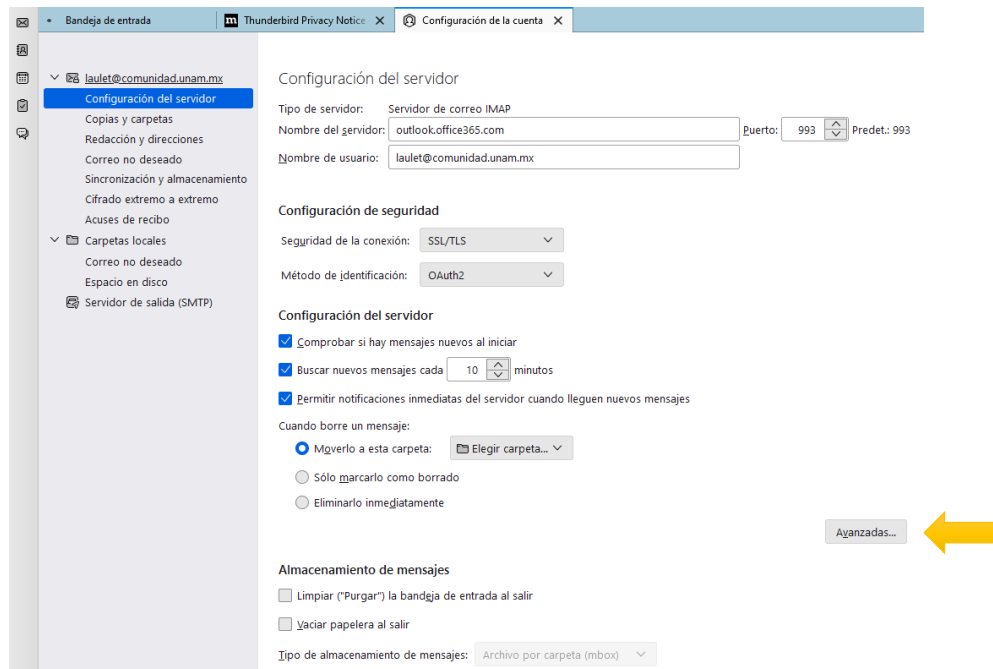 Bandeja de entrada
m Thunderbird Privacy Notice
Configuración de la cuenta
laulet@comunidad.unam.mx
Configuración del servidor
Copias y carpetas
Redacción y direcciones
Correo no deseado
Sincronización y almacenamiento
Cifrado extremo a extremo
Acuses de recibo
Carpetas locales
Correo no deseado
Espacio en disco
Servidor de salida (SMTP)
Configuración del servidor
Tipo de servidor: Servidor de correo IMAP
Nombre del servidor: outlook.office365.com Puerto: 993 Predet.: 993
Nombre de usuario: laulet@comunidad.unam.mx
Configuración de seguridad
Seguridad de la conexión: SSL/TLS
Método de identificación: OAuth2
Configuración del servidor
Comprobar si hay mensajes nuevos al iniciar
Buscar nuevos mensajes cada 10 minutos
Permitir notificaciones inmediatas del servidor cuando lleguen nuevos mensajes
Cuando borre un mensaje:
Moverlo a esta carpeta: Elegir carpeta...
Sólo marcarlo como borrado
Eliminarlo inmediatamente
Avanzadas...
Almacenamiento de mensajes
Limpiar ("Purgar") la bandeja de entrada al salir
Vaciar papelera al salir
Tipo de almacenamiento de mensajes: Archivo por carpeta (mbox)